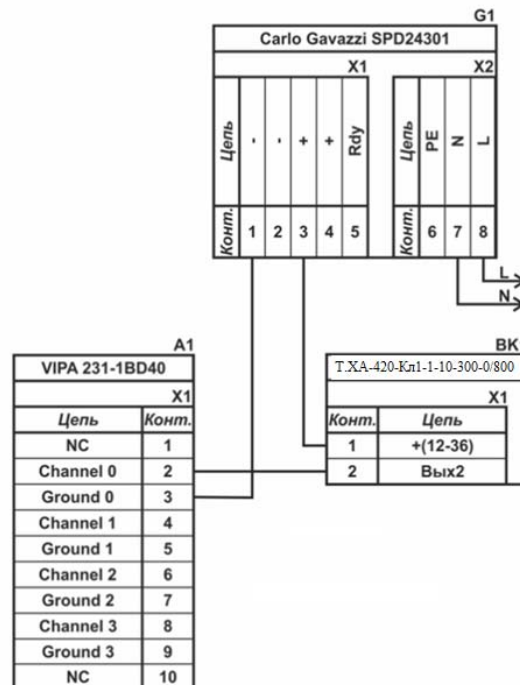 G1
Carlo Gavazzi SPD24301
X1 X2
Цепь - - + + Rdy Цепь PE N L
Конт. 1 2 3 4 5 Конт. 6 7 8
L
N
A1
VIPA 231-1BD40
X1
Цепь Конт.
NC 1
Channel 0 2
Ground 0 3
Channel 1 4
Ground 1 5
Channel 2 6
Ground 2 7
Channel 3 8
Ground 3 9
NC 10
BK
Т.ХА-420-Кл1-1-10-300-0/800
X1
Конт. Цепь
1 +(12-36)
2 Вых2